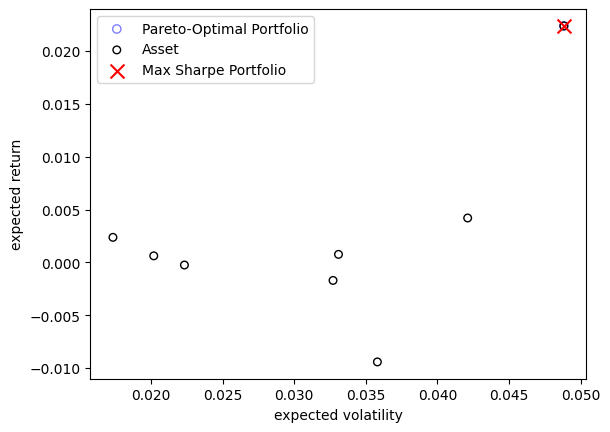 Pareto-Optimal Portfolio
Asset
Max Sharpe Portfolio
expected return
0.020
0.015
0.010
0.005
0.000
−0.005
−0.010
0.020 0.025 0.030 0.035 0.040 0.045 0.050
expected volatility